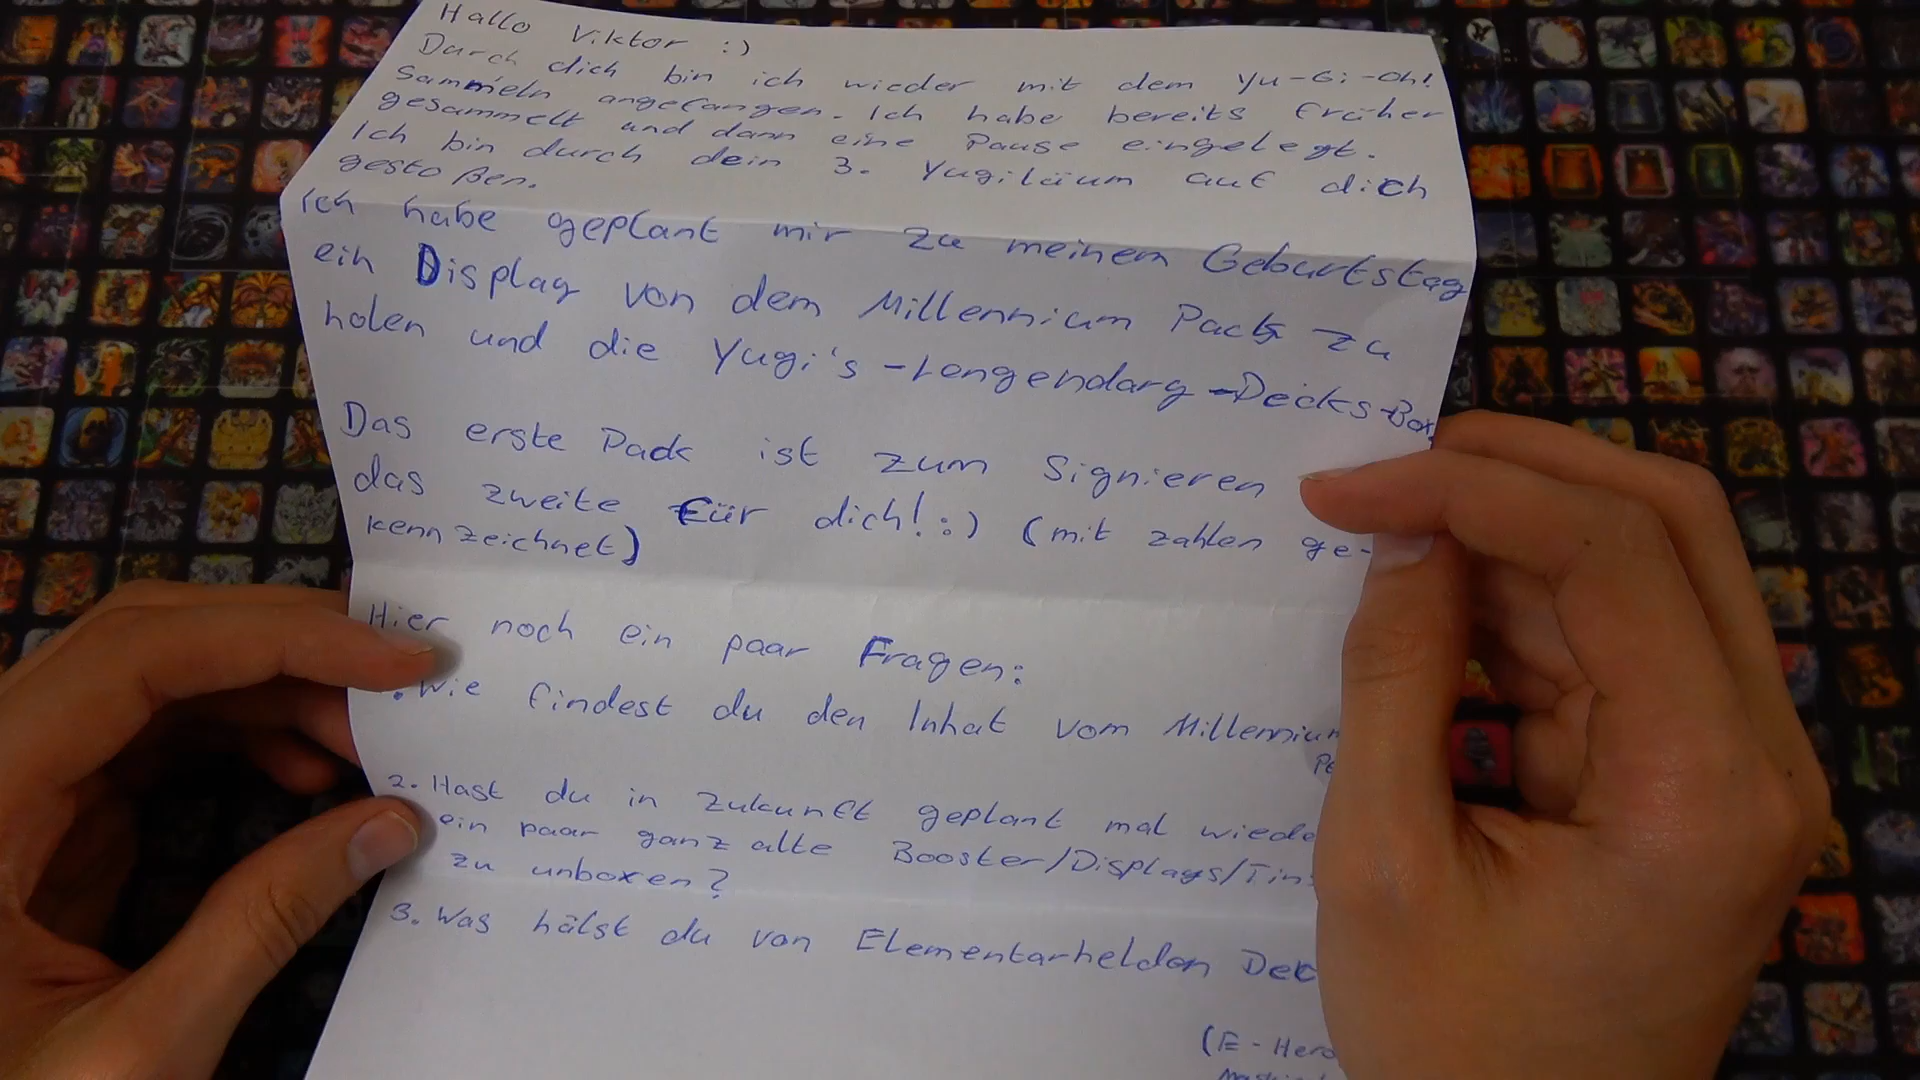 Hallo Viktor :)
Durch dich bin ich wieder mit dem Yu-Gi-Oh!
Sammeln angefangen. Ich habe bereits früher
gesammelt und dann eine Pause eingelegt.
Ich bin durch dein 3. Yugiläum auf dich
gestoßen.
Ich habe geplant mir zu meinem Geburtstag
ein Display von dem Millennium Pack zu
holen und die Yugi's-Lengendary-Decks-Box.
Das erste Pack ist zum Signieren
das zweite für dich! :) (mit zahlen ge-
kennzeichnet)
Hier noch ein paar Fragen:
. Wie findest du den Inhat vom Millennium
2. Hast du in Zukunft geplant mal wiede
ein paar ganz alte Booster/Displays/Tins
zu unboxen?
3. Was hälst du von Elementarhelden Dec
(E-Hero